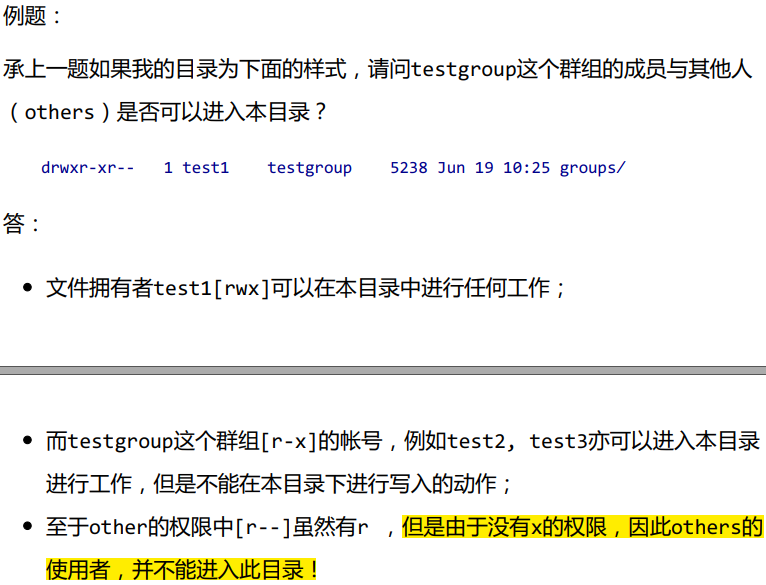 例题：
承上一题如果我的目录为下面的样式，请问testgroup这个群组的成员与其他人
（others）是否可以进入本目录？
drwxr-xr-- 1 test1 testgroup 5238 Jun 19 10:25 groups/
答：
● 文件拥有者test1[rwx]可以在本目录中进行任何工作；
● 而testgroup这个群组[r-x]的帐号，例如test2, test3亦可以进入本目录
进行工作，但是不能在本目录下进行写入的动作；
● 至于other的权限中[r--]虽然有r ，但是由于没有x的权限，因此others的
使用者，并不能进入此目录！